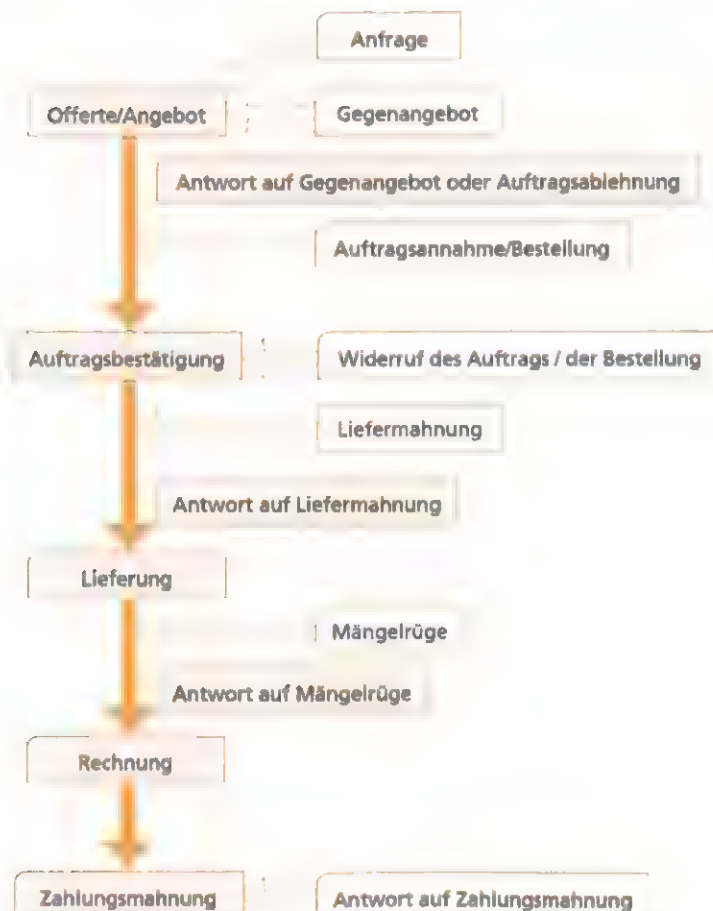 Anfrage
Offerte/Angebot
Gegenangebot
Antwort auf Gegenangebot oder Auftragsablehnung
Auftragsannahme/Bestellung
Auftragsbestätigung
Widerruf des Auftrags / der Bestellung
Liefermahnung
Antwort auf Liefermahnung
Lieferung
Mängelrüge
Antwort auf Mängelrüge
Rechnung
Zahlungsmahnung
Antwort auf Zahlungsmahnung